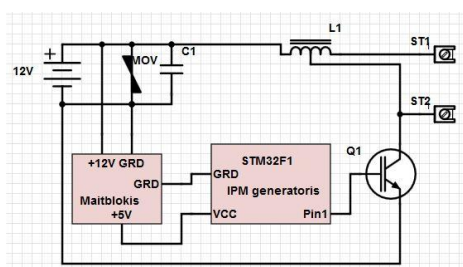 L1
ST1
MOV
C1
12V
ST2
Q1
+12V GRD
STM32F1
GRD
GRD
Maitblokis
IPM generatoris
+5V
VCC
Pin1